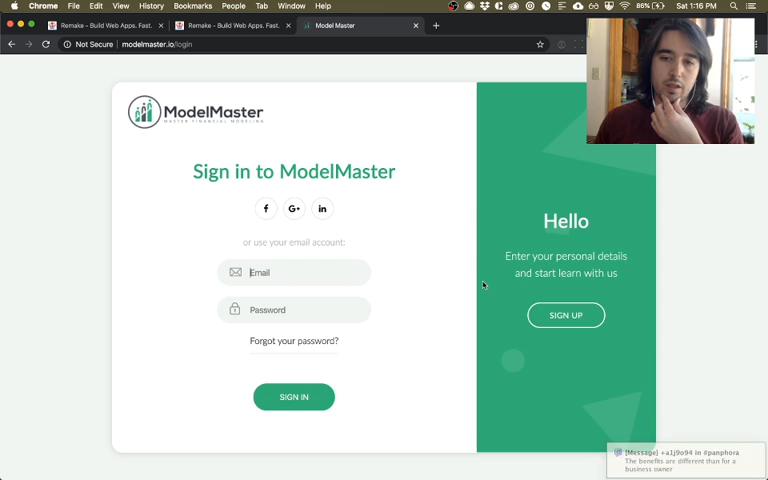 Chrome File Edit View History Bookmarks People Tab Window Help
86% Sat 1:16 PM
Remake - Build Web Apps. Fast.
Remake - Build Web Apps. Fast.
Model Master
Not Secure | modelmaster.io/login
ModelMaster
MASTER FINANCIAL MODELING
Sign in to ModelMaster
f G+ in
or use your email account:
Email
Password
Forgot your password?
SIGN IN
Hello
Enter your personal details
and start learn with us
SIGN UP
[Message] +a1j9o94 in #panphora
The benefits are different than for a
business owner